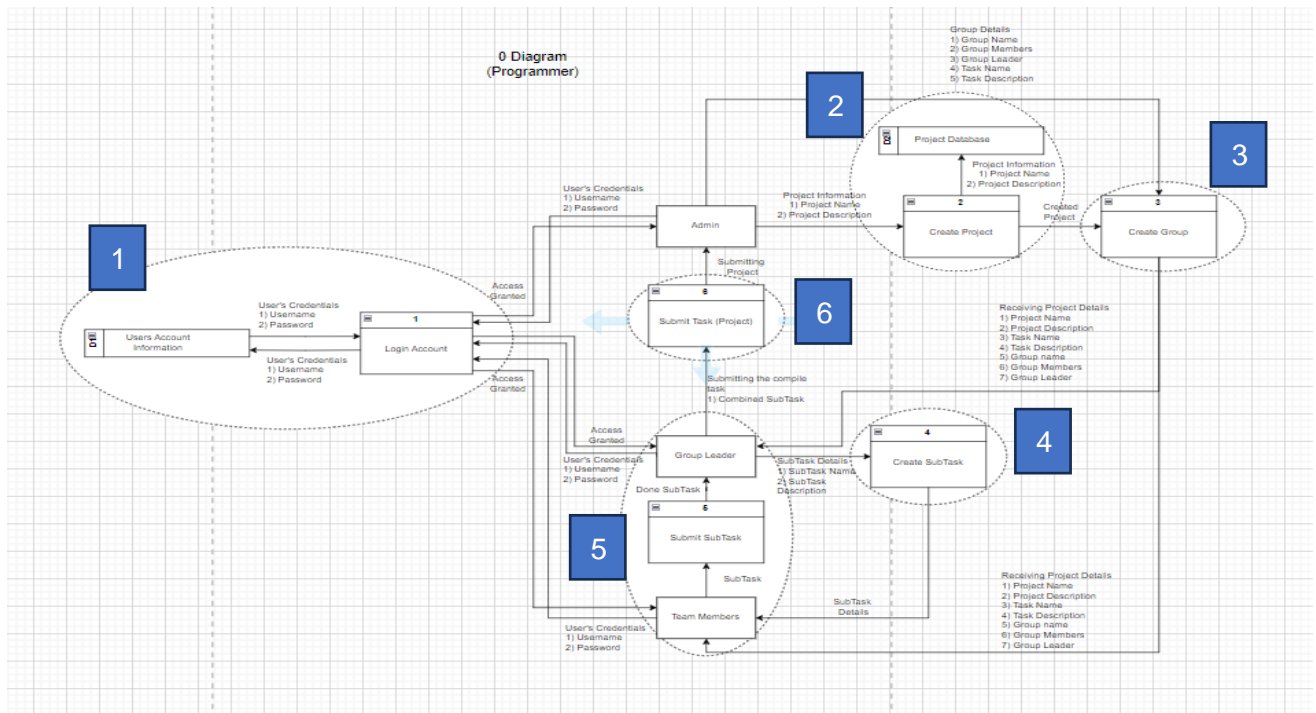 0 Diagram
(Programmer)
Group Details
1) Group Name
2) Group Members
3) Group Leader
4) Task Name
5) Task Description
2
D2
Project Database
3
Project Information
1) Project Name
2) Project Description
User's Credentials
1) Username
2) Password
Project Information
1) Project Name
2) Project Description
2
Create Project
Created
Project
3
Create Group
Admin
1
Submitting
Project
Access
Granted
6
Submit Task (Project)
6
User's Credentials
1) Username
2) Password
D1
Users Account
Information
1
Login Account
User's Credentials
1) Username
2) Password
Access
Granted
Receiving Project Details
1) Project Name
2) Project Description
3) Task Name
4) Task Description
5) Group name
6) Group Members
7) Group Leader
Submitting the compile
task
1) Combined SubTask
Access
Granted
Group Leader
User's Credentials
1) Username
2) Password
SubTask Details
1) SubTask Name
2) SubTask
Description
4
Create SubTask
4
Done SubTask
5
Submit SubTask
5
SubTask
Team Members
SubTask
Details
User's Credentials
1) Username
2) Password
Receiving Project Details
1) Project Name
2) Project Description
3) Task Name
4) Task Description
5) Group name
6) Group Members
7) Group Leader